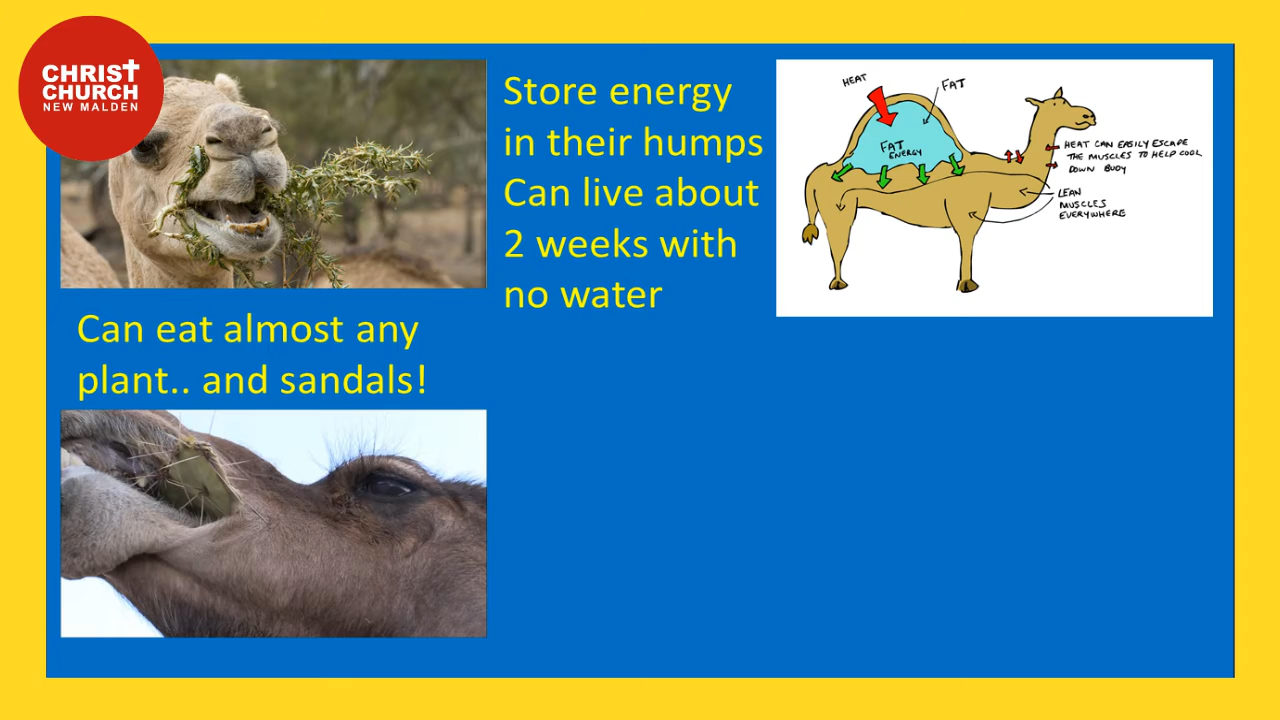 CHRIST
CHURCH
NEW MALDEN
Store energy
in their humps
Can live about
2 weeks with
no water
Can eat almost any
plant.. and sandals!
HEAT
FAT
FAT
ENERGY
HEAT CAN EASILY ESCAPE
THE MUSCLES TO HELP COOL
DOWN BUOY
LEAN
MUSCLES
EVERYWHERE